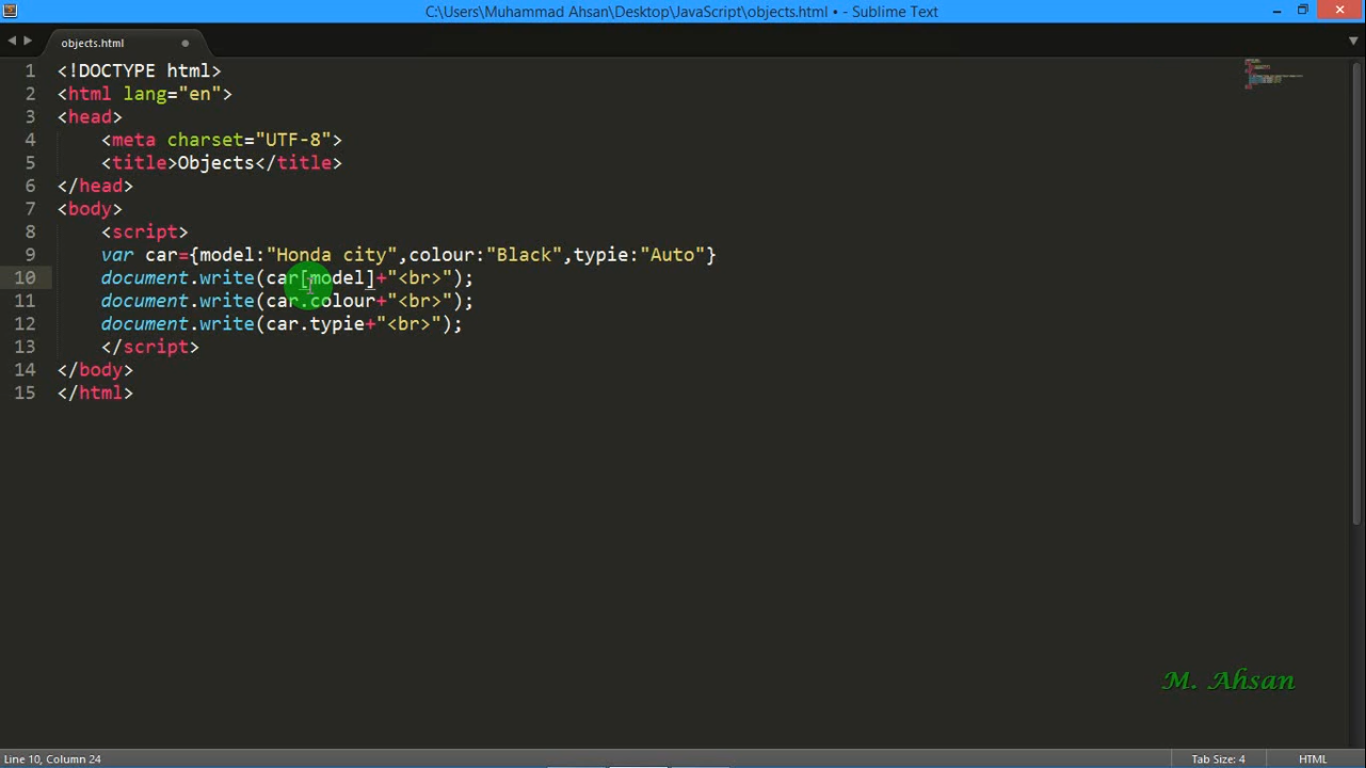 C:\Users\Muhammad Ahsan\Desktop\JavaScript\objects.html • - Sublime Text
objects.html
1 <!DOCTYPE html>
2 <html lang="en">
3 <head>
4     <meta charset="UTF-8">
5     <title>Objects</title>
6 </head>
7 <body>
8     <script>
9     var car={model:"Honda city",colour:"Black",typie:"Auto"}
10     document.write(car[model]+"<br>");
11     document.write(car.colour+"<br>");
12     document.write(car.typie+"<br>");
13     </script>
14 </body>
15 </html>
M. Ahsan
Line 10, Column 24
Tab Size: 4
HTML